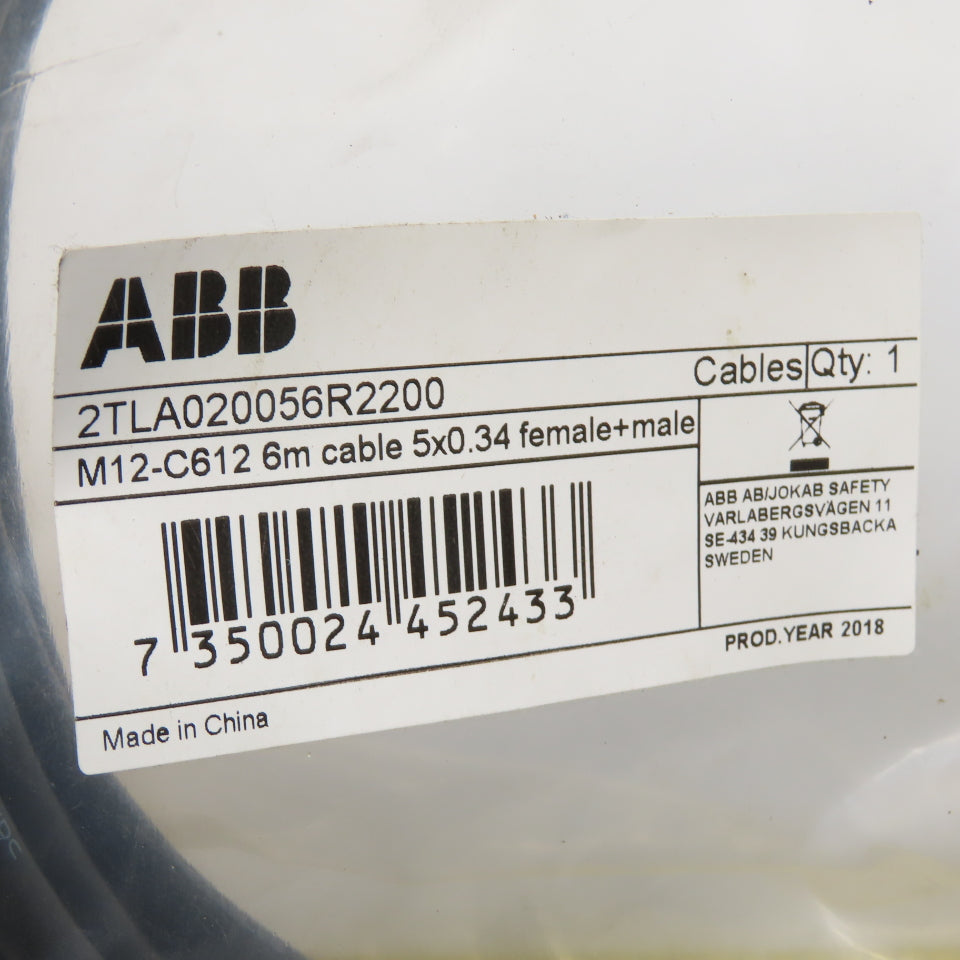 ABB
Cables Qty: 1
2TLA020056R2200
M12-C612 6m cable 5x0.34 female+male
ABB AB/JOKAB SAFETY
VARLABERGSVÄGEN 11
SE-434 39 KUNGSBACKA
SWEDEN
7 350024 452433
PROD.YEAR 2018
Made in China